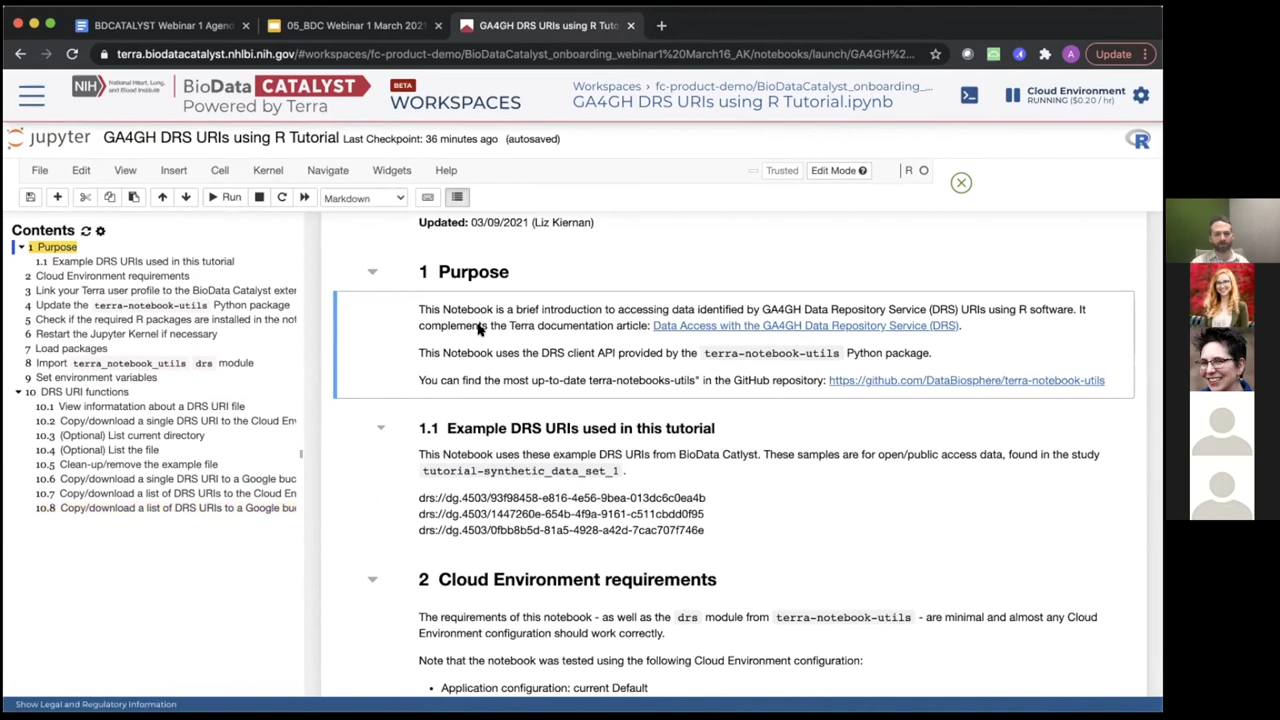 BDCATALYST Webinar 1 Agend
05_BDC Webinar 1 March 2021
GA4GH DRS URIs using R Tuto
terra.biodatacatalyst.nhlbi.nih.gov/#workspaces/fc-product-demo/BioDataCatalyst_onboarding_webinar1%20March16_AK/notebooks/launch/GA4GH%2...
A
Update
NIH National Heart, Lung, and Blood Institute
BioData CATALYST
Powered by Terra
BETA
WORKSPACES
Workspaces › fc-product-demo/BioDataCatalyst_onboarding_...
GA4GH DRS URIs using R Tutorial.ipynb
Cloud Environment
RUNNING ($0.20 / hr)
jupyter GA4GH DRS URIs using R Tutorial Last Checkpoint: 36 minutes ago (autosaved)
R
File Edit View Insert Cell Kernel Navigate Widgets Help
Trusted Edit Mode R
Run Markdown
Contents
1 Purpose
1.1 Example DRS URIs used in this tutorial
2 Cloud Environment requirements
3 Link your Terra user profile to the BioData Catalyst exter
4 Update the terra-notebook-utils Python package
5 Check if the required R packages are installed in the not
6 Restart the Jupyter Kernel if necessary
7 Load packages
8 Import terra_notebook_utils drs module
9 Set environment variables
10 DRS URI functions
10.1 View informatation about a DRS URI file
10.2 Copy/download a single DRS URI to the Cloud En
10.3 (Optional) List current directory
10.4 (Optional) List the file
10.5 Clean-up/remove the example file
10.6 Copy/download a single DRS URI to a Google buc
10.7 Copy/download a list of DRS URIs to the Cloud En
10.8 Copy/download a list of DRS URIs to a Google buc
Updated: 03/09/2021 (Liz Kiernan)
1 Purpose
This Notebook is a brief introduction to accessing data identified by GA4GH Data Repository Service (DRS) URIs using R software. It
complements the Terra documentation article: Data Access with the GA4GH Data Repository Service (DRS).
This Notebook uses the DRS client API provided by the terra-notebook-utils Python package.
You can find the most up-to-date terra-notebooks-utils" in the GitHub repository: https://github.com/DataBiosphere/terra-notebook-utils
1.1 Example DRS URIs used in this tutorial
This Notebook uses these example DRS URIs from BioData Catlyst. These samples are for open/public access data, found in the study
tutorial-synthetic_data_set_1 .
drs://dg.4503/93f98458-e816-4e56-9bea-013dc6c0ea4b
drs://dg.4503/1447260e-654b-4f9a-9161-c511cbdd0f95
drs://dg.4503/0fbb8b5d-81a5-4928-a42d-7cac707f746e
2 Cloud Environment requirements
The requirements of this notebook - as well as the drs module from terra-notebook-utils - are minimal and almost any Cloud
Environment configuration should work correctly.
Note that the notebook was tested using the following Cloud Environment configuration:
• Application configuration: current Default
Show Legal and Regulatory Information